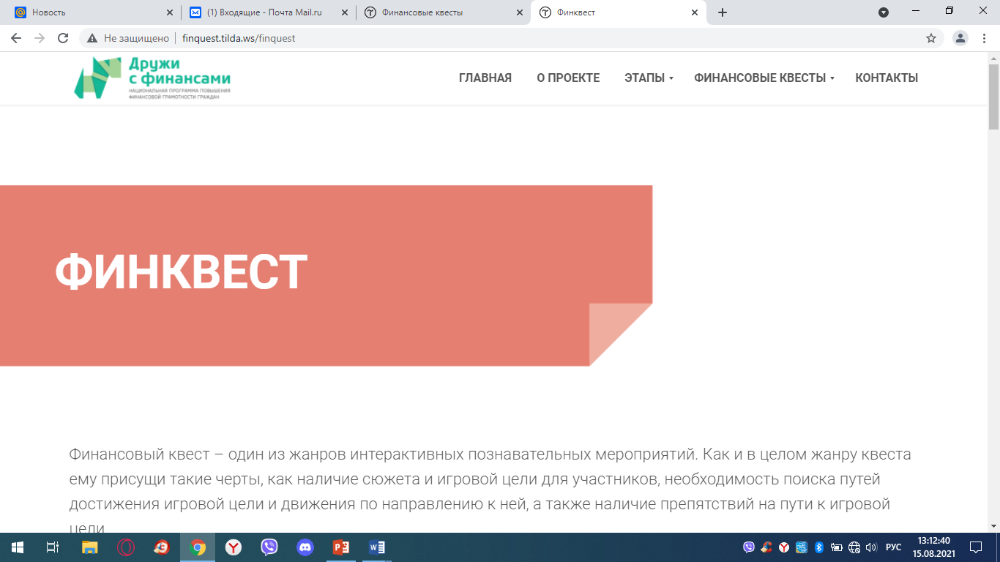 Новость
(1) Входящие - Почта Mail.ru
Финансовые квесты
Финквест
Не защищено
finquest.tilda.ws/finquest
Дружи
с финансами
НАЦИОНАЛЬНАЯ ПРОГРАММА ПОВЫШЕНИЯ
ФИНАНСОВОЙ ГРАМОТНОСТИ ГРАЖДАН
ГЛАВНАЯ
О ПРОЕКТЕ
ЭТАПЫ
ФИНАНСОВЫЕ КВЕСТЫ
КОНТАКТЫ
ФИНКВЕСТ
Финансовый квест – один из жанров интерактивных познавательных мероприятий. Как и в целом жанру квеста
ему присущи такие черты, как наличие сюжета и игровой цели для участников, необходимость поиска путей
достижения игровой цели и движения по направлению к ней, а также наличие препятствий на пути к игровой
цели
РУС
13:12:40
15.08.2021